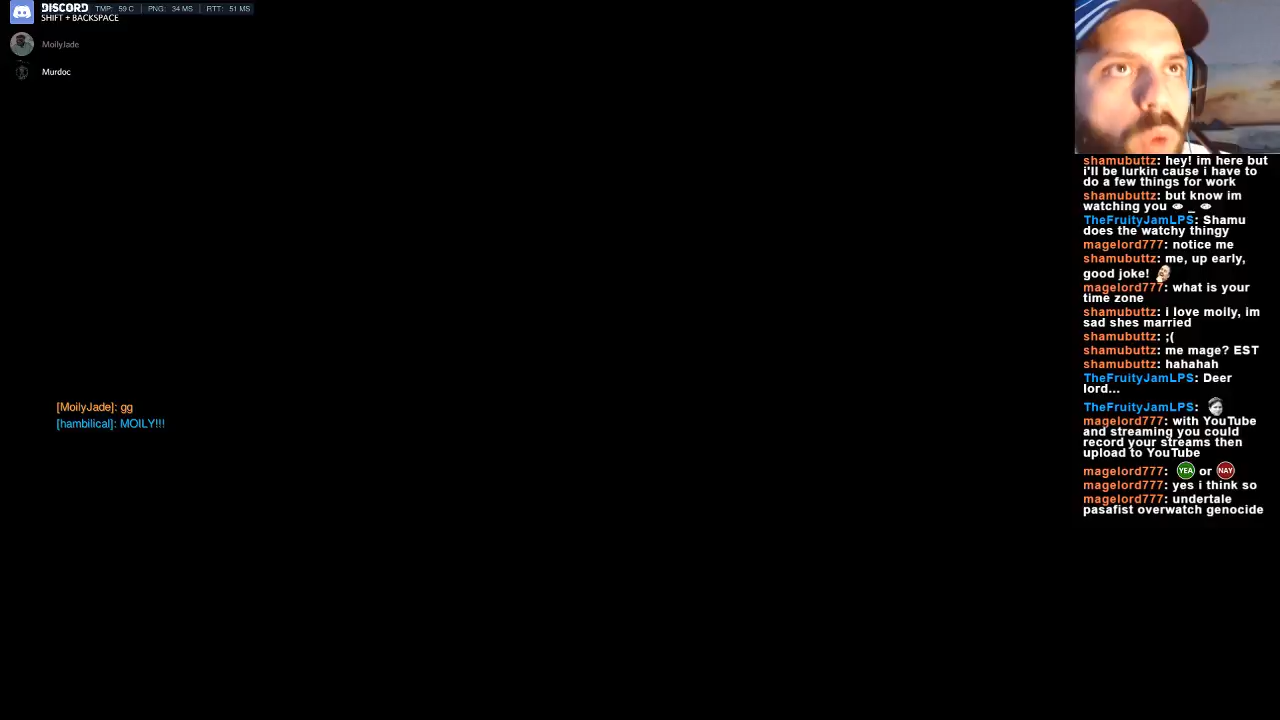 DISCORD TMP: 59 C | PNG: 34 MS | RTT: 51 MS
SHIFT + BACKSPACE
MoilyJade
Murdoc
[MoilyJade]: gg
[hambilical]: MOILY!!!
shamubuttz: hey! im here but
i'll be lurkin cause i have to
do a few things for work
shamubuttz: but know im
watching you 👁 _ 👁
TheFruityJamLPS: Shamu
does the watchy thingy
magelord777: notice me
shamubuttz: me, up early,
good joke!
magelord777: what is your
time zone
shamubuttz: i love moily, im
sad shes married
shamubuttz: ;(
shamubuttz: me mage? EST
shamubuttz: hahahah
TheFruityJamLPS: Deer
lord...
TheFruityJamLPS:
magelord777: with YouTube
and streaming you could
record your streams then
upload to YouTube
magelord777: YEA or NAY
magelord777: yes i think so
magelord777: undertale
pasafist overwatch genocide